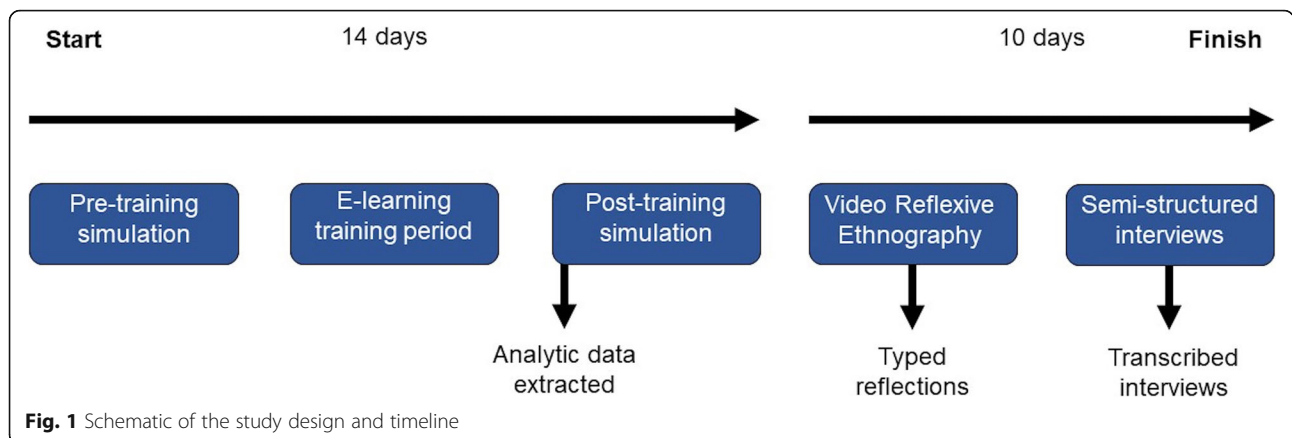 Start 14 days 10 days Finish
Pre-training
simulation
E-learning
training period
Post-training
simulation
Video Reflexive
Ethnography
Semi-structured
interviews
Analytic data
extracted
Typed
reflections
Transcribed
interviews
Fig. 1 Schematic of the study design and timeline